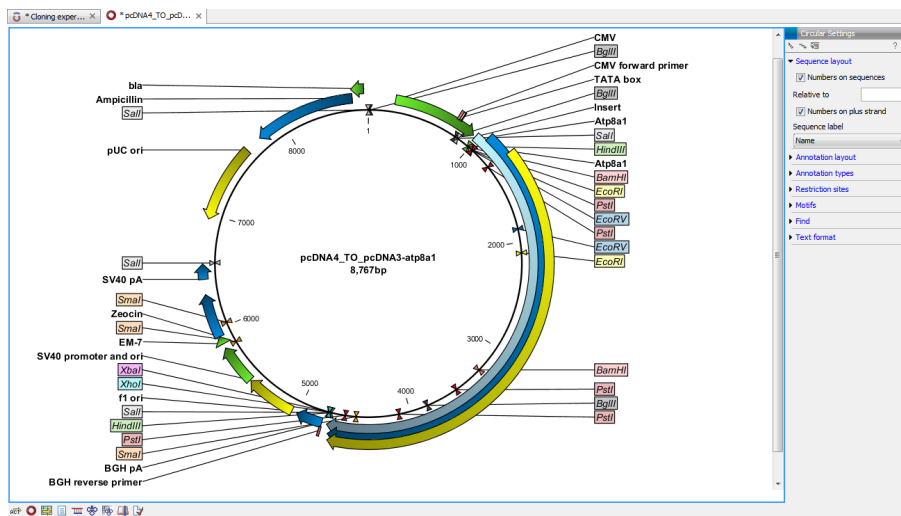 * Cloning exper...
* pcDNA4_TO_pcD...
Circular Settings
?
Sequence layout
Numbers on sequences
Relative to
Numbers on plus strand
Sequence label
Name
Annotation layout
Annotation types
Restriction sites
Motifs
Find
Text format
CMV
BglII
CMV forward primer
TATA box
BglII
Insert
Atp8a1
SalI
HindIII
Atp8a1
BamHI
EcoRI
PstI
EcoRV
PstI
EcoRV
EcoRI
BamHI
PstI
BglII
PstI
bla
Ampicillin
SalI
pUC ori
SalI
SV40 pA
SmaI
Zeocin
SmaI
EM-7
SV40 promoter and ori
XbaI
XhoI
f1 ori
SalI
HindIII
PstI
SmaI
BGH pA
BGH reverse primer
1
1000
2000
3000
4000
5000
6000
7000
8000
pcDNA4_TO_pcDNA3-atp8a1
8,767bp